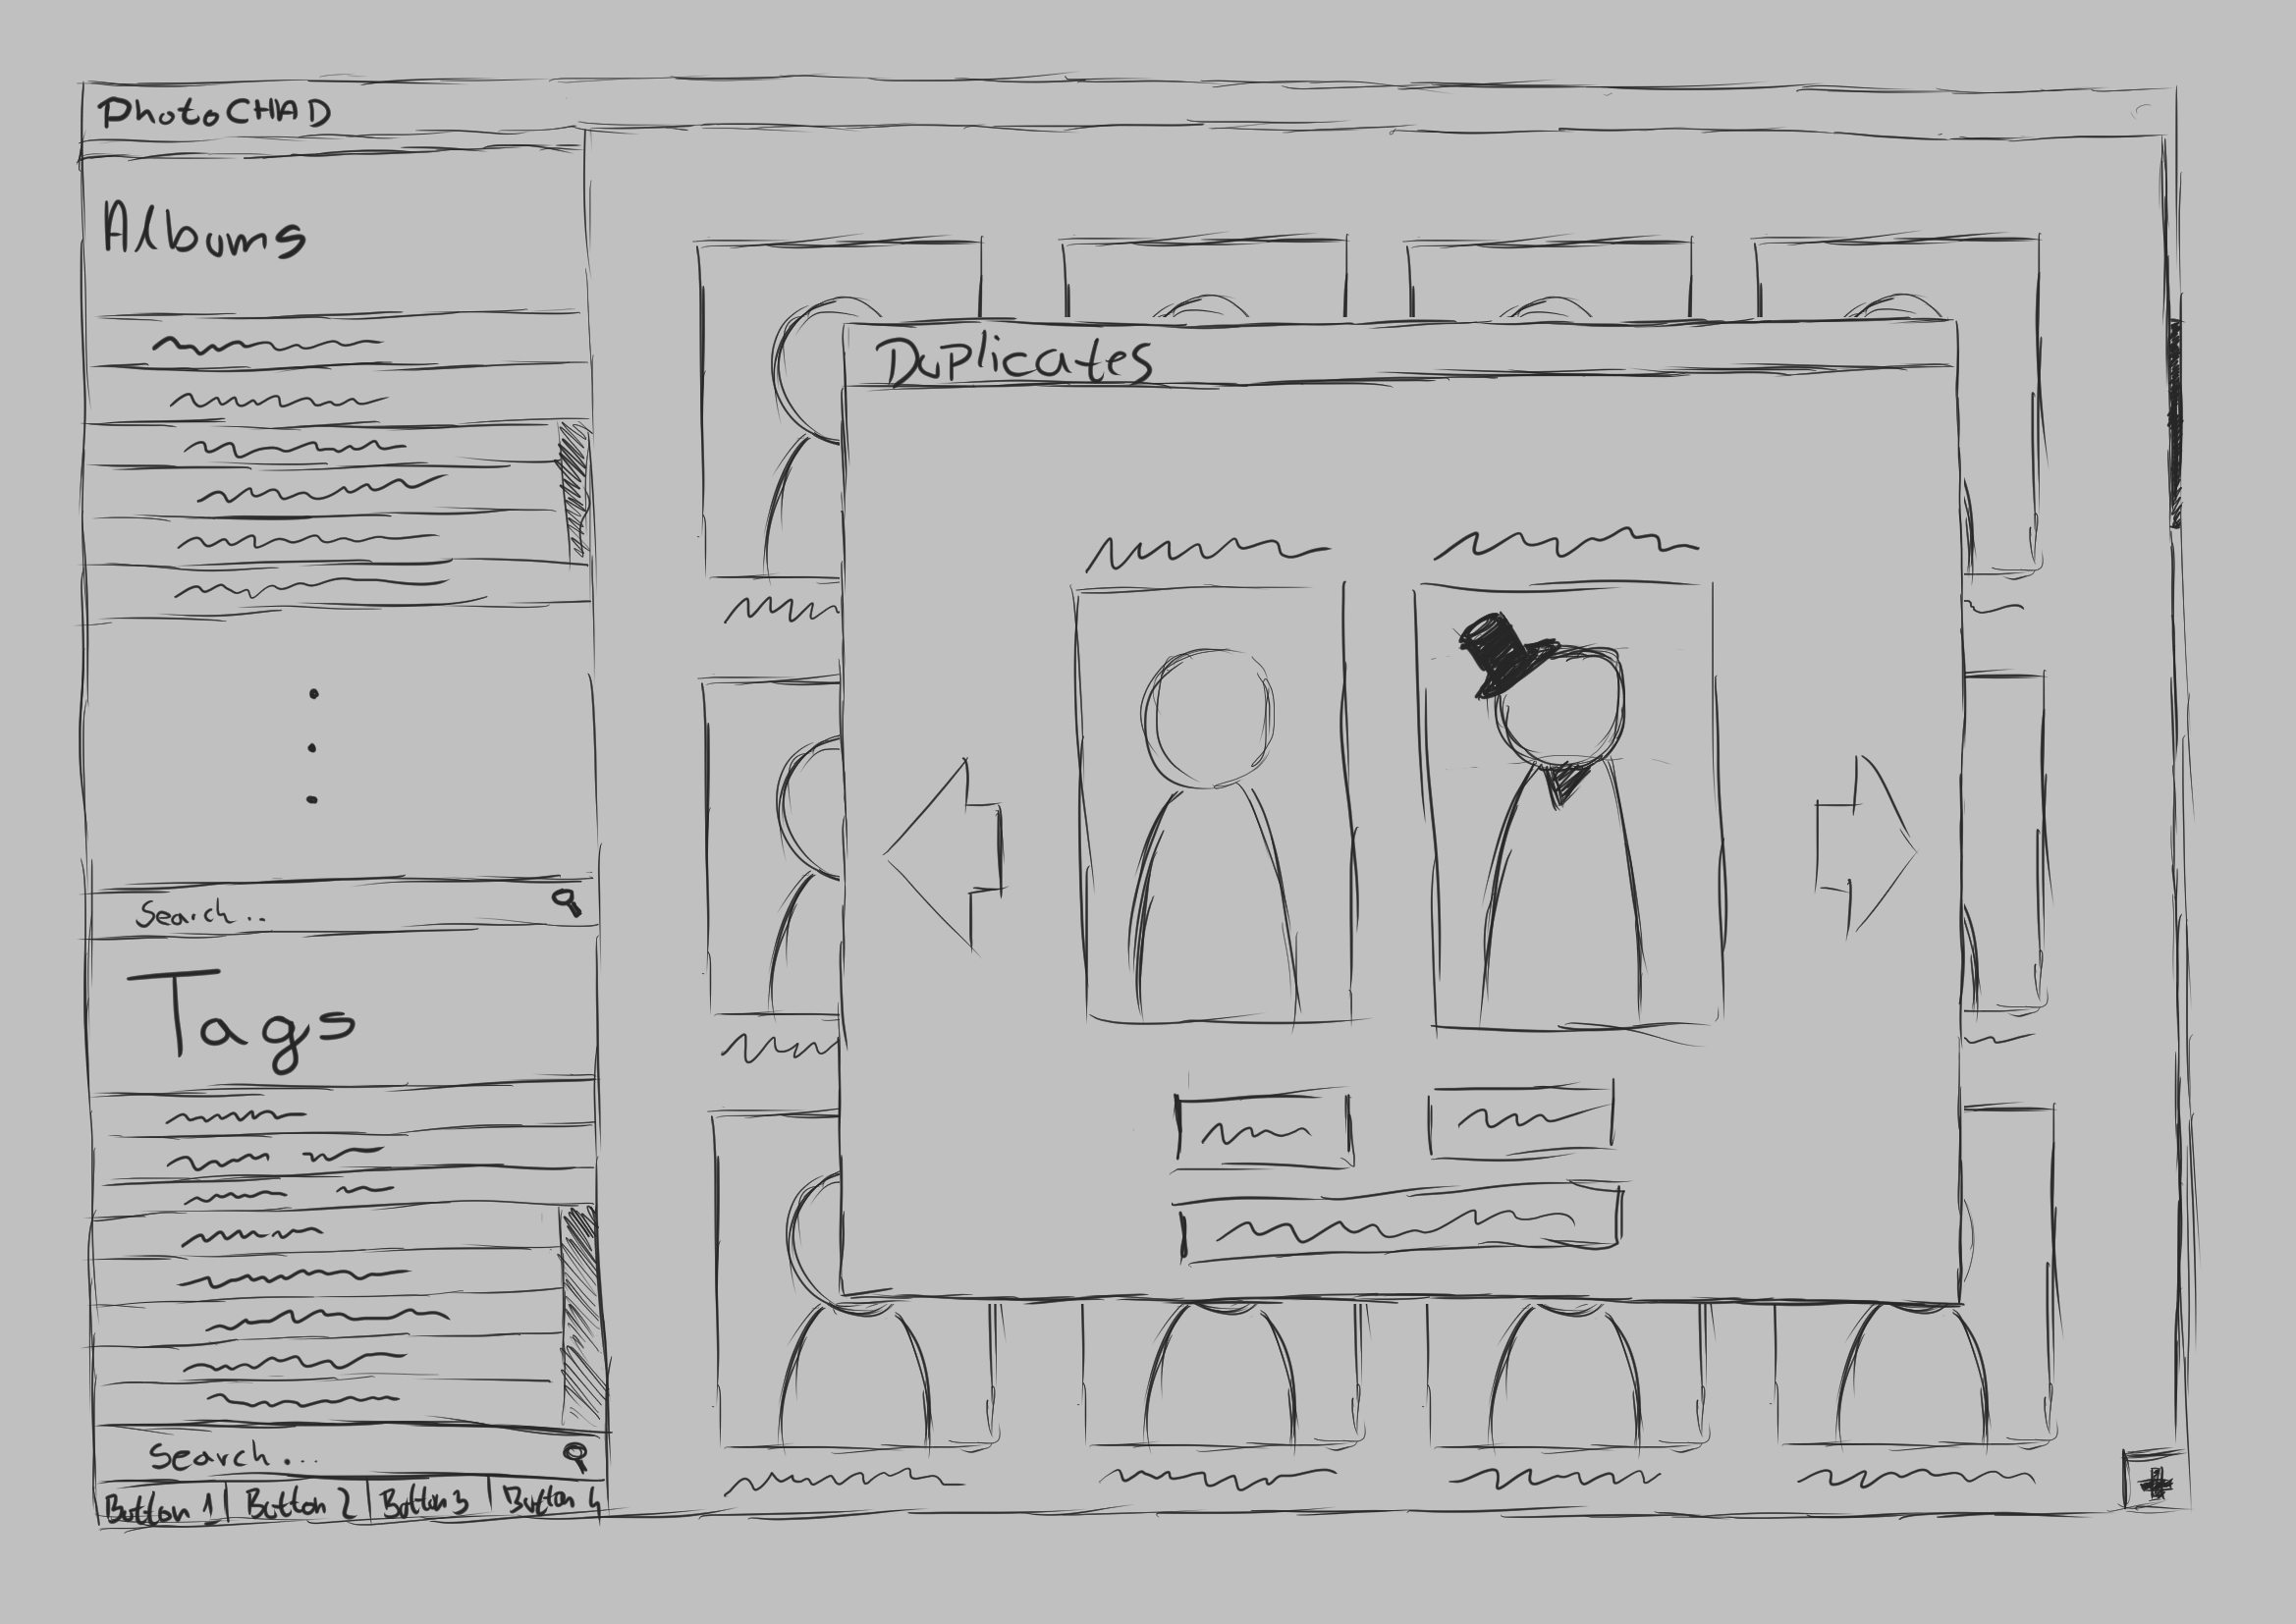 PhotoCHAD
Albums
Search...
Tags
Search...
Button 1 Button 2 Button 3 Button 4
Duplicates
+